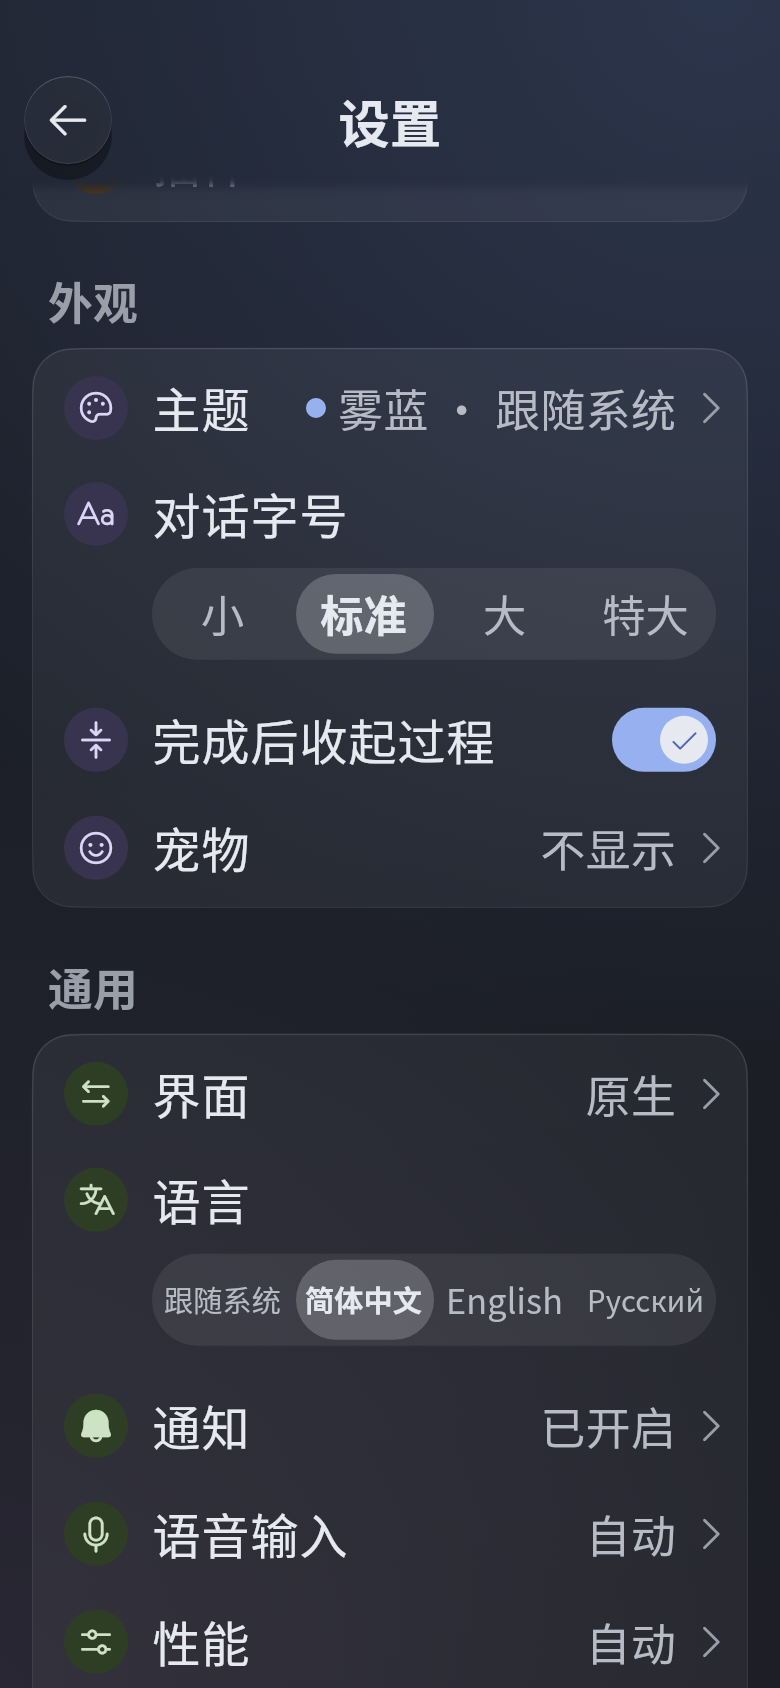 设置
外观
主题 雾蓝 · 跟随系统
Aa 对话字号
小 标准 大 特大
完成后收起过程
宠物 不显示
通用
界面 原生
文A 语言
跟随系统 简体中文 English Русский
通知 已开启
语音输入 自动
性能 自动